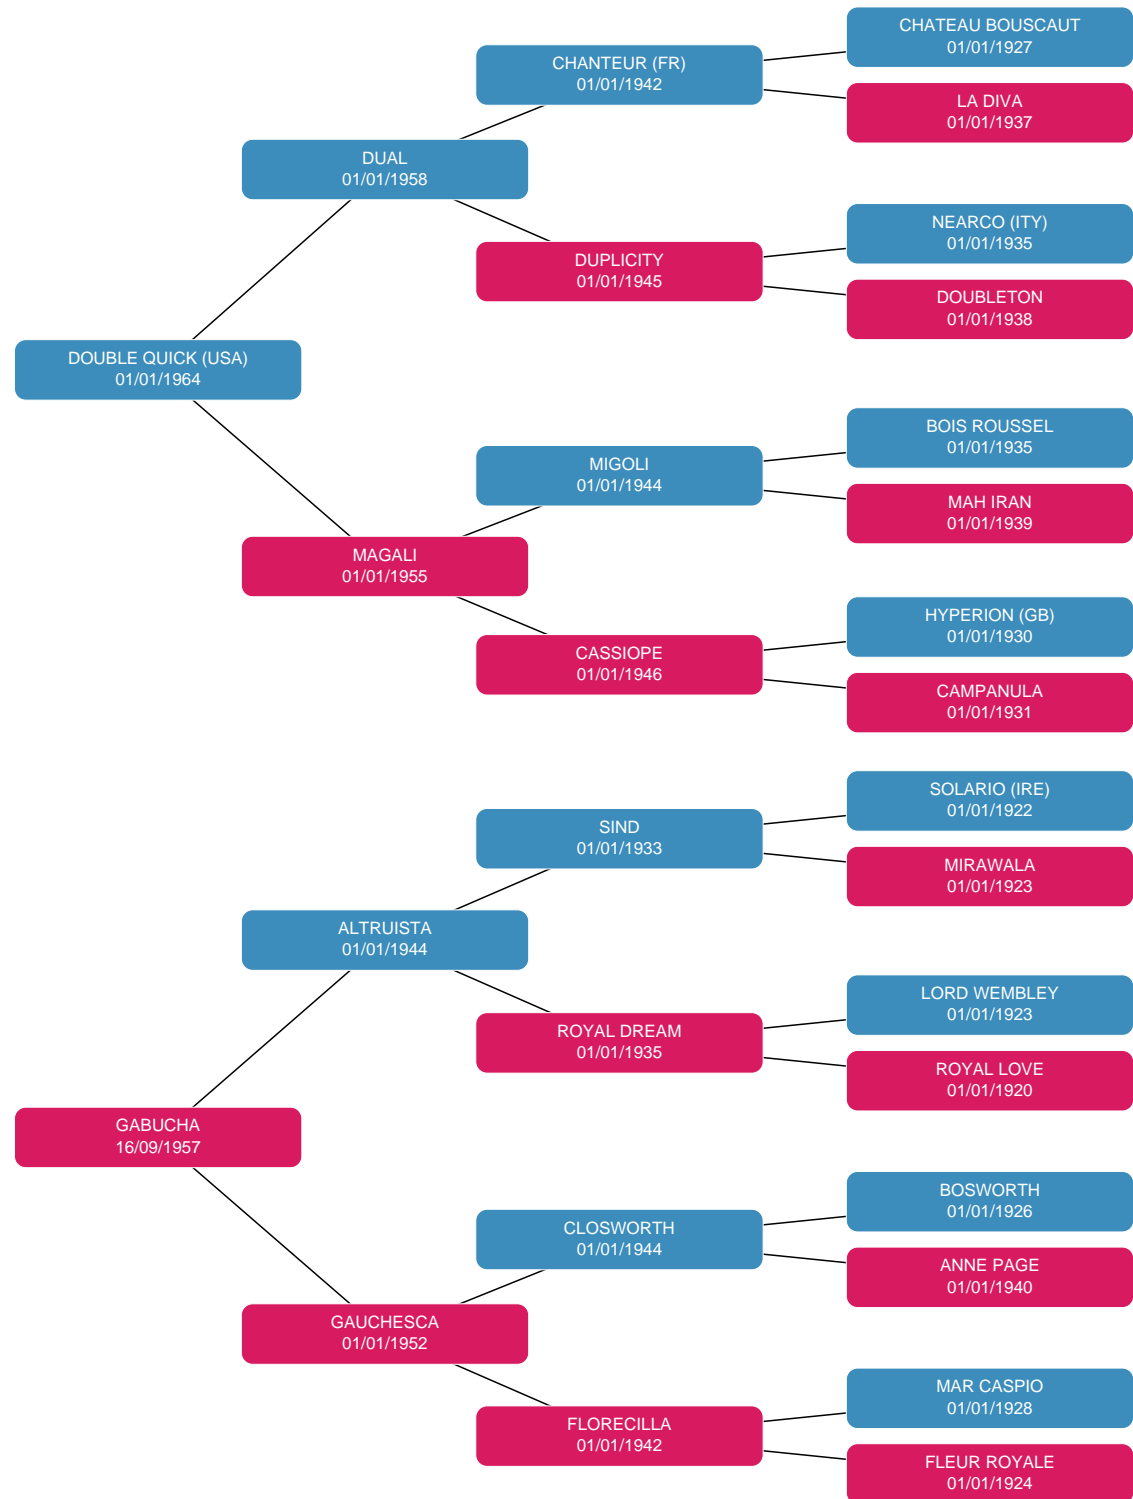 CHATEAU BOUSCAUT
01/01/1927
CHANTEUR (FR)
01/01/1942
LA DIVA
01/01/1937
DUAL
01/01/1958
NEARCO (ITY)
01/01/1935
DUPLICITY
01/01/1945
DOUBLETON
01/01/1938
DOUBLE QUICK (USA)
01/01/1964
BOIS ROUSSEL
01/01/1935
MIGOLI
01/01/1944
MAH IRAN
01/01/1939
MAGALI
01/01/1955
HYPERION (GB)
01/01/1930
CASSIOPE
01/01/1946
CAMPANULA
01/01/1931
SOLARIO (IRE)
01/01/1922
SIND
01/01/1933
MIRAWALA
01/01/1923
ALTRUISTA
01/01/1944
LORD WEMBLEY
01/01/1923
ROYAL DREAM
01/01/1935
ROYAL LOVE
01/01/1920
GABUCHA
16/09/1957
BOSWORTH
01/01/1926
CLOSWORTH
01/01/1944
ANNE PAGE
01/01/1940
GAUCHESCA
01/01/1952
MAR CASPIO
01/01/1928
FLORECILLA
01/01/1942
FLEUR ROYALE
01/01/1924